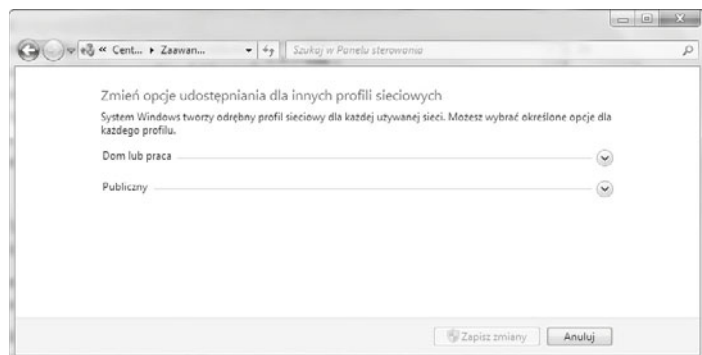 « Cent... ▸ Zaawan...
Szukaj w Panelu sterowania
Zmień opcje udostępniania dla innych profili sieciowych
System Windows tworzy odrębny profil sieciowy dla każdej używanej sieci. Możesz wybrać określone opcje dla
każdego profilu.
Dom lub praca
Publiczny
Zapisz zmiany
Anuluj